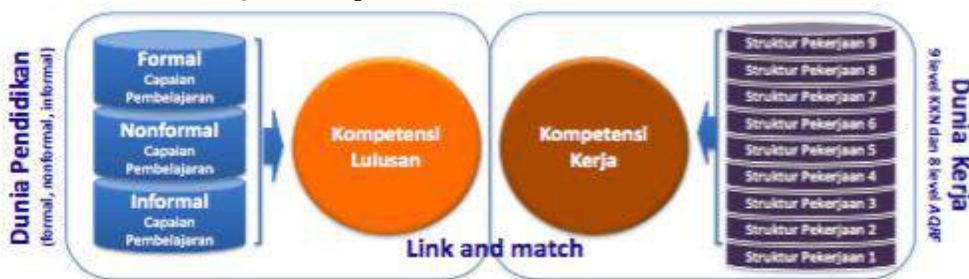 Dunia Pendidikan
(formal, nonformal, informal)
Formal
Capaian
Pembelajaran
Nonformal
Capaian
Pembelajaran
Informal
Capaian
Pembelajaran
Kompetensi
Lulusan
Kompetensi
Kerja
Link and match
Struktur Pekerjaan 9
Struktur Pekerjaan 8
Struktur Pekerjaan 7
Struktur Pekerjaan 6
Struktur Pekerjaan 5
Struktur Pekerjaan 4
Struktur Pekerjaan 3
Struktur Pekerjaan 2
Struktur Pekerjaan 1
Dunia Kerja
9 level KKN dan 8 level AQRF